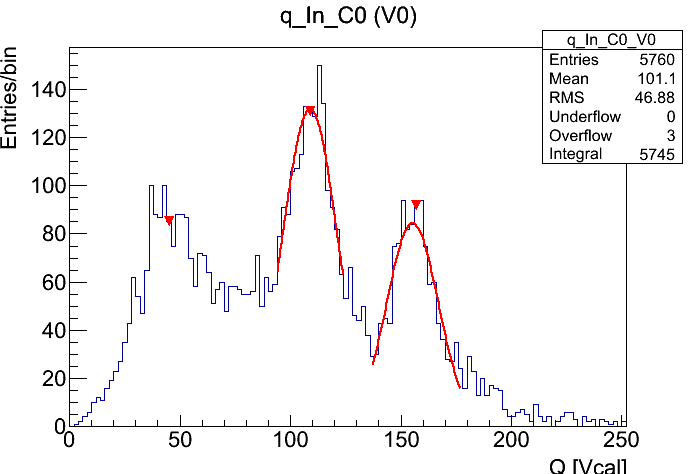 q_In_C0 (V0)
q_In_C0_V0
Entries 5760
Mean 101.1
RMS 46.88
Underflow 0
Overflow 3
Integral 5745
Entries/bin
140
120
100
80
60
40
20
0
0 50 100 150 200 250
Q [Vcal]